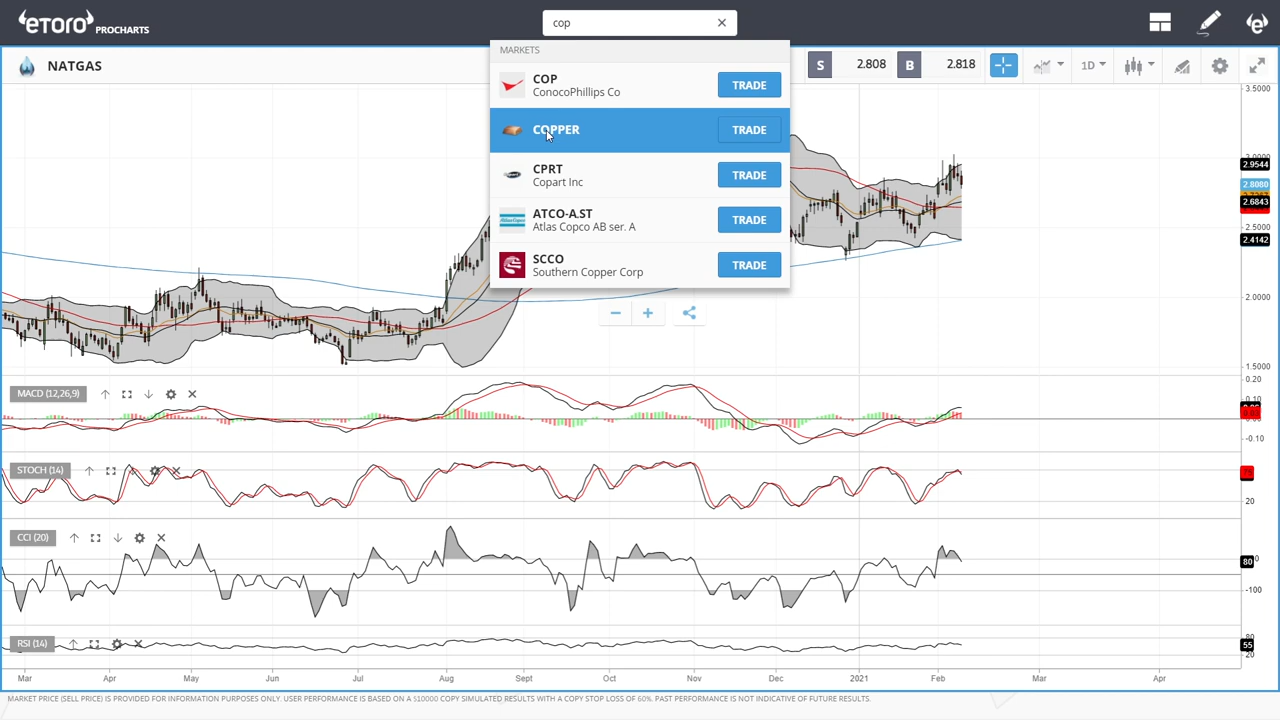 eToro PROCHARTS
cop
MARKETS
COP
ConocoPhillips Co
TRADE
COPPER
TRADE
CPRT
Copart Inc
TRADE
ATCO-A.ST
Atlas Copco AB ser. A
TRADE
SCCO
Southern Copper Corp
TRADE
NATGAS
S 2.808 B 2.818 1D
3.5000
2.9544
2.8080
2.6843
2.5000
2.4142
2.0000
1.5000
MACD (12,26,9)
0.20
0.10
-0.10
STOCH (14)
20
CCI (20)
80
-100
RSI (14)
80
55
20
Mar Apr May Jun Jul Aug Sept Oct Nov Dec 2021 Feb Mar Apr
MARKET PRICE (SELL PRICE) IS PROVIDED FOR INFORMATION PURPOSES ONLY. USER PERFORMANCE IS BASED ON A $10000 COPY SIMULATED RESULTS WITH A COPY STOP LOSS OF 60%. PAST PERFORMANCE IS NOT INDICATIVE OF FUTURE RESULTS.